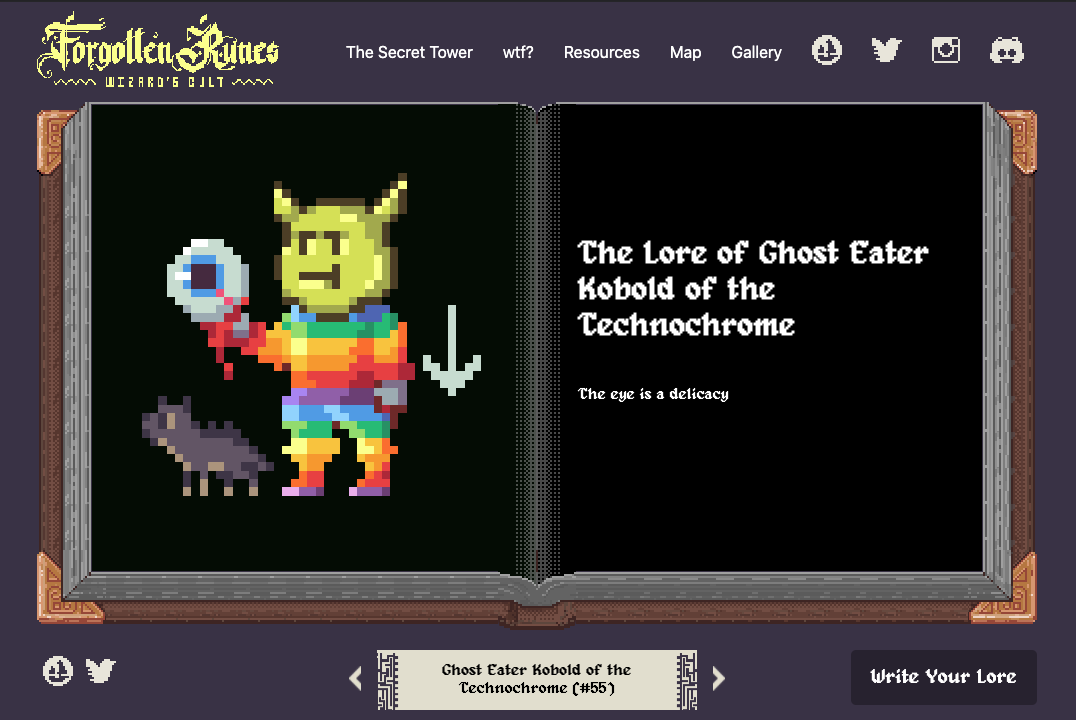 Forgotten Runes
WIZARD'S CULT
The Secret Tower
wtf?
Resources
Map
Gallery
The Lore of Ghost Eater
Kobold of the
Technochrome
The eye is a delicacy
Ghost Eater Kobold of the
Technochrome (#55)
Write Your Lore